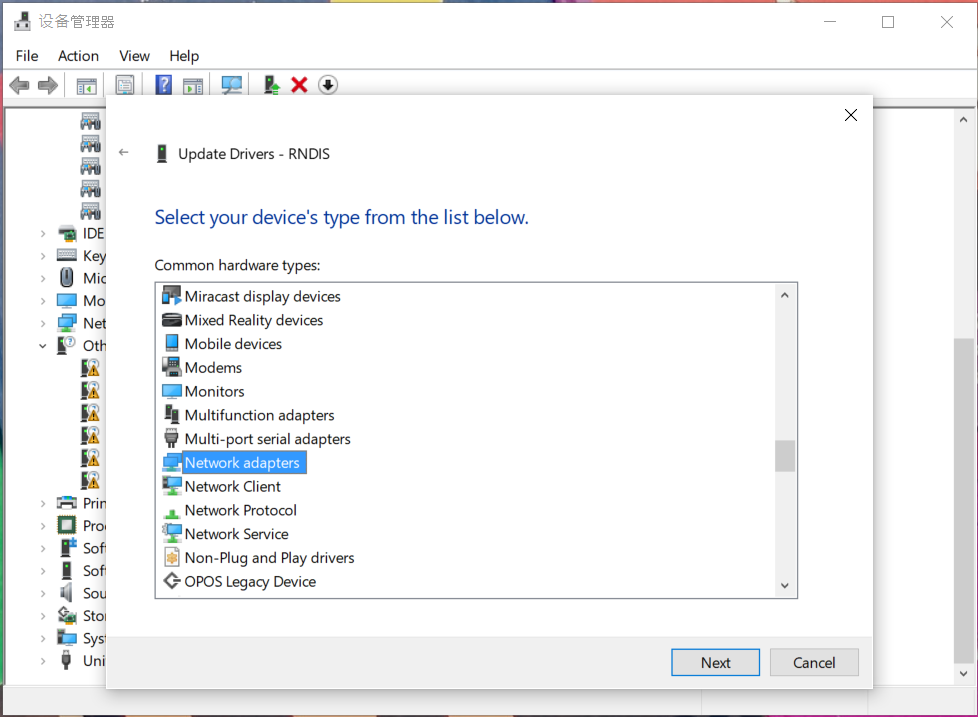 设备管理器
File Action View Help
Update Drivers - RNDIS
Select your device's type from the list below.
Common hardware types:
Miracast display devices
Mixed Reality devices
Mobile devices
Modems
Monitors
Multifunction adapters
Multi-port serial adapters
Network adapters
Network Client
Network Protocol
Network Service
Non-Plug and Play drivers
OPOS Legacy Device
IDE
Key
Mic
Mo
Net
Oth
Prin
Proc
Soft
Soft
Sou
Stor
Syst
Uni
Next Cancel